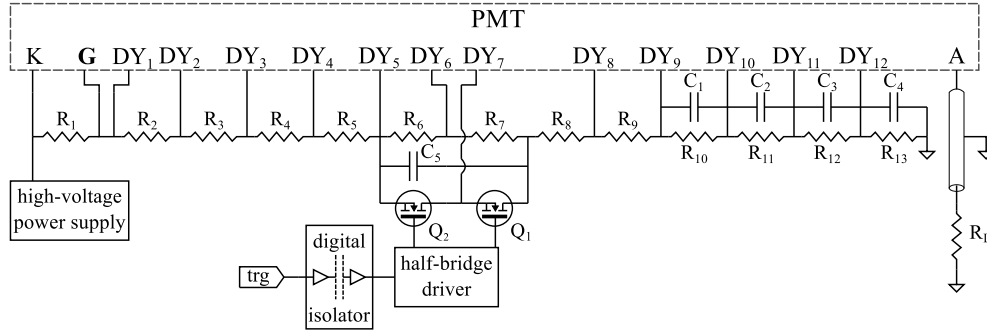 PMT
K G DY1 DY2 DY3 DY4 DY5 DY6 DY7 DY8 DY9 DY10 DY11 DY12 A
C1 C2 C3 C4
R1 R2 R3 R4 R5 R6 R7 R8 R9
C5
R10 R11 R12 R13
high-voltage
power supply
Q2 Q1
digital
isolator
half-bridge
driver
trg